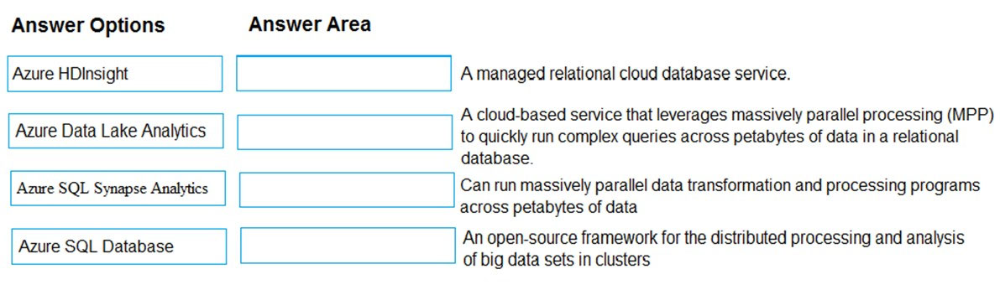 Answer Options
Answer Area
Azure HDInsight
A managed relational cloud database service.
Azure Data Lake Analytics
A cloud-based service that leverages massively parallel processing (MPP)
to quickly run complex queries across petabytes of data in a relational
database.
Azure SQL Synapse Analytics
Can run massively parallel data transformation and processing programs
across petabytes of data
Azure SQL Database
An open-source framework for the distributed processing and analysis
of big data sets in clusters